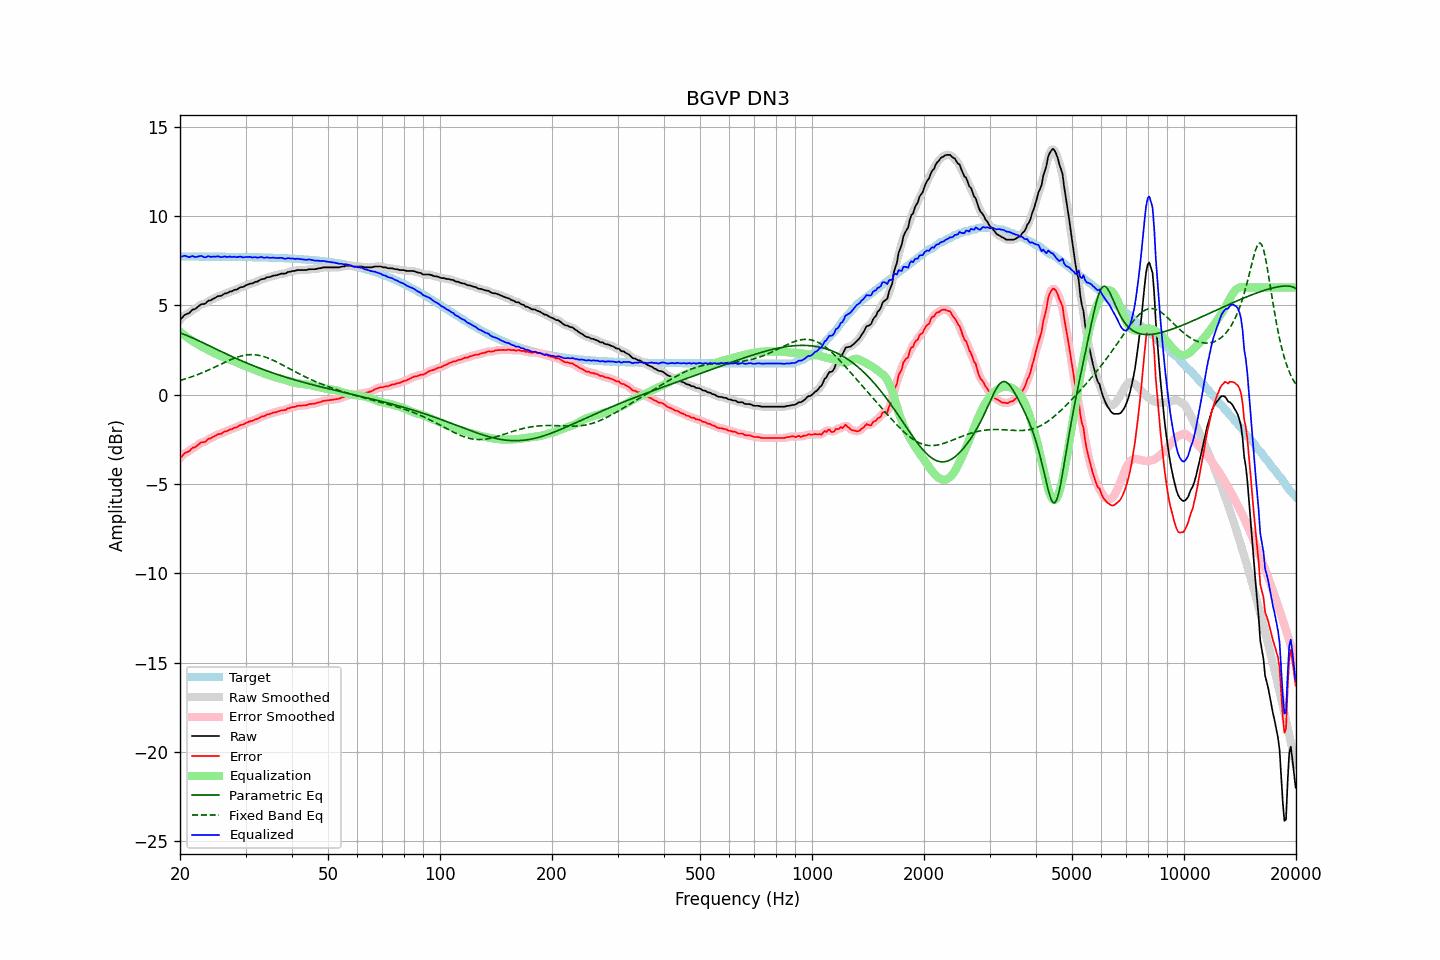 BGVP DN3
15
10
5
0
−5
−10
−15
−20
−25
Amplitude (dBr)
Target
Raw Smoothed
Error Smoothed
Raw
Error
Equalization
Parametric Eq
Fixed Band Eq
Equalized
20 50 100 200 500 1000 2000 5000 10000 20000
Frequency (Hz)